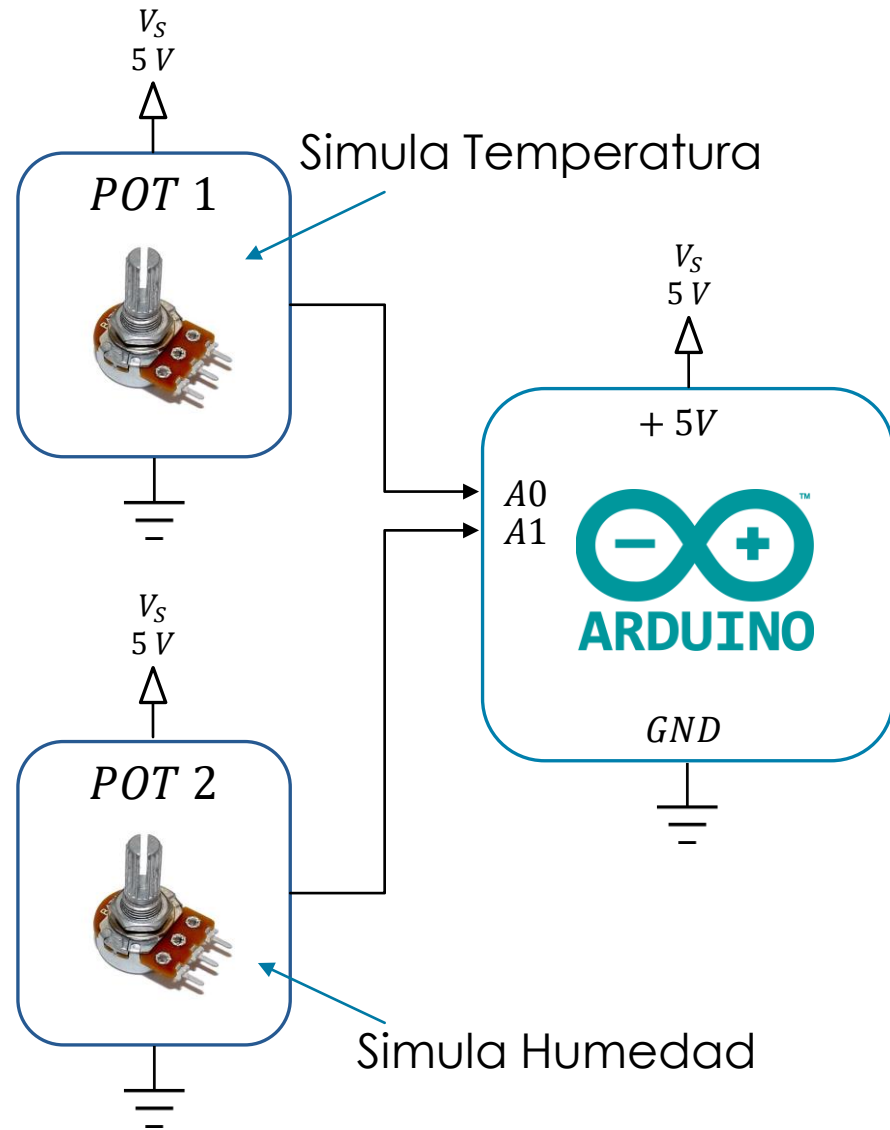 V_S
5 V
POT 1
Simula Temperatura
V_S
5 V
+ 5V
A0
A1
ARDUINO
™
GND
V_S
5 V
POT 2
Simula Humedad